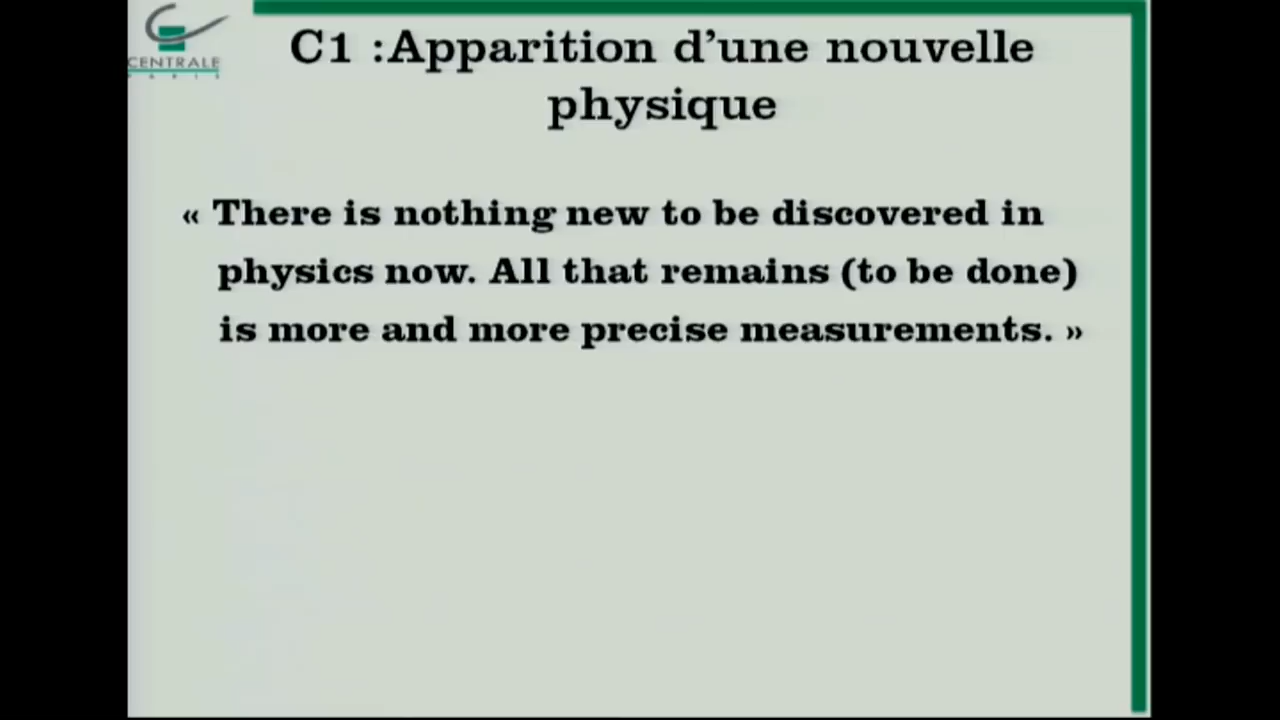 CENTRALE
PARIS
C1 :Apparition d’une nouvelle
physique
« There is nothing new to be discovered in
physics now. All that remains (to be done)
is more and more precise measurements. »